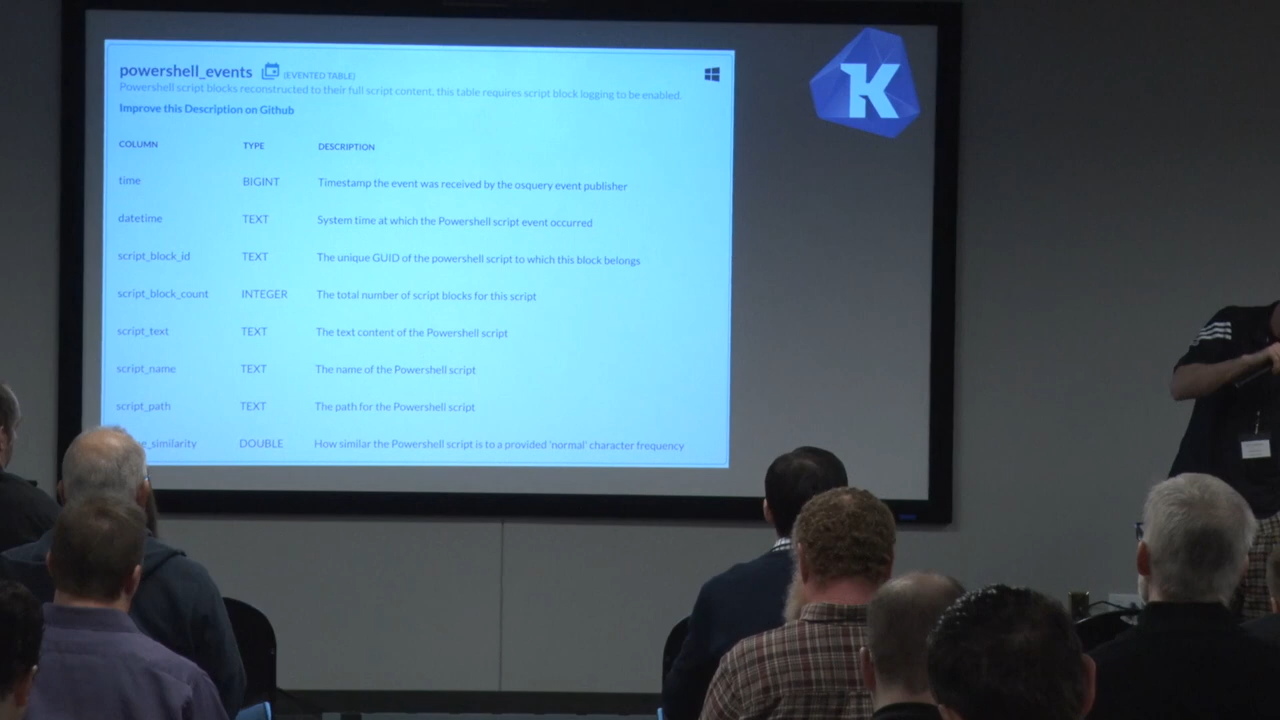 powershell_events (EVENTED TABLE)
Powershell script blocks reconstructed to their full script content, this table requires script block logging to be enabled.
Improve this Description on Github
COLUMN TYPE DESCRIPTION
time BIGINT Timestamp the event was received by the osquery event publisher
datetime TEXT System time at which the Powershell script event occurred
script_block_id TEXT The unique GUID of the powershell script to which this block belongs
script_block_count INTEGER The total number of script blocks for this script
script_text TEXT The text content of the Powershell script
script_name TEXT The name of the Powershell script
script_path TEXT The path for the Powershell script
_similarity DOUBLE How similar the Powershell script is to a provided 'normal' character frequency
K